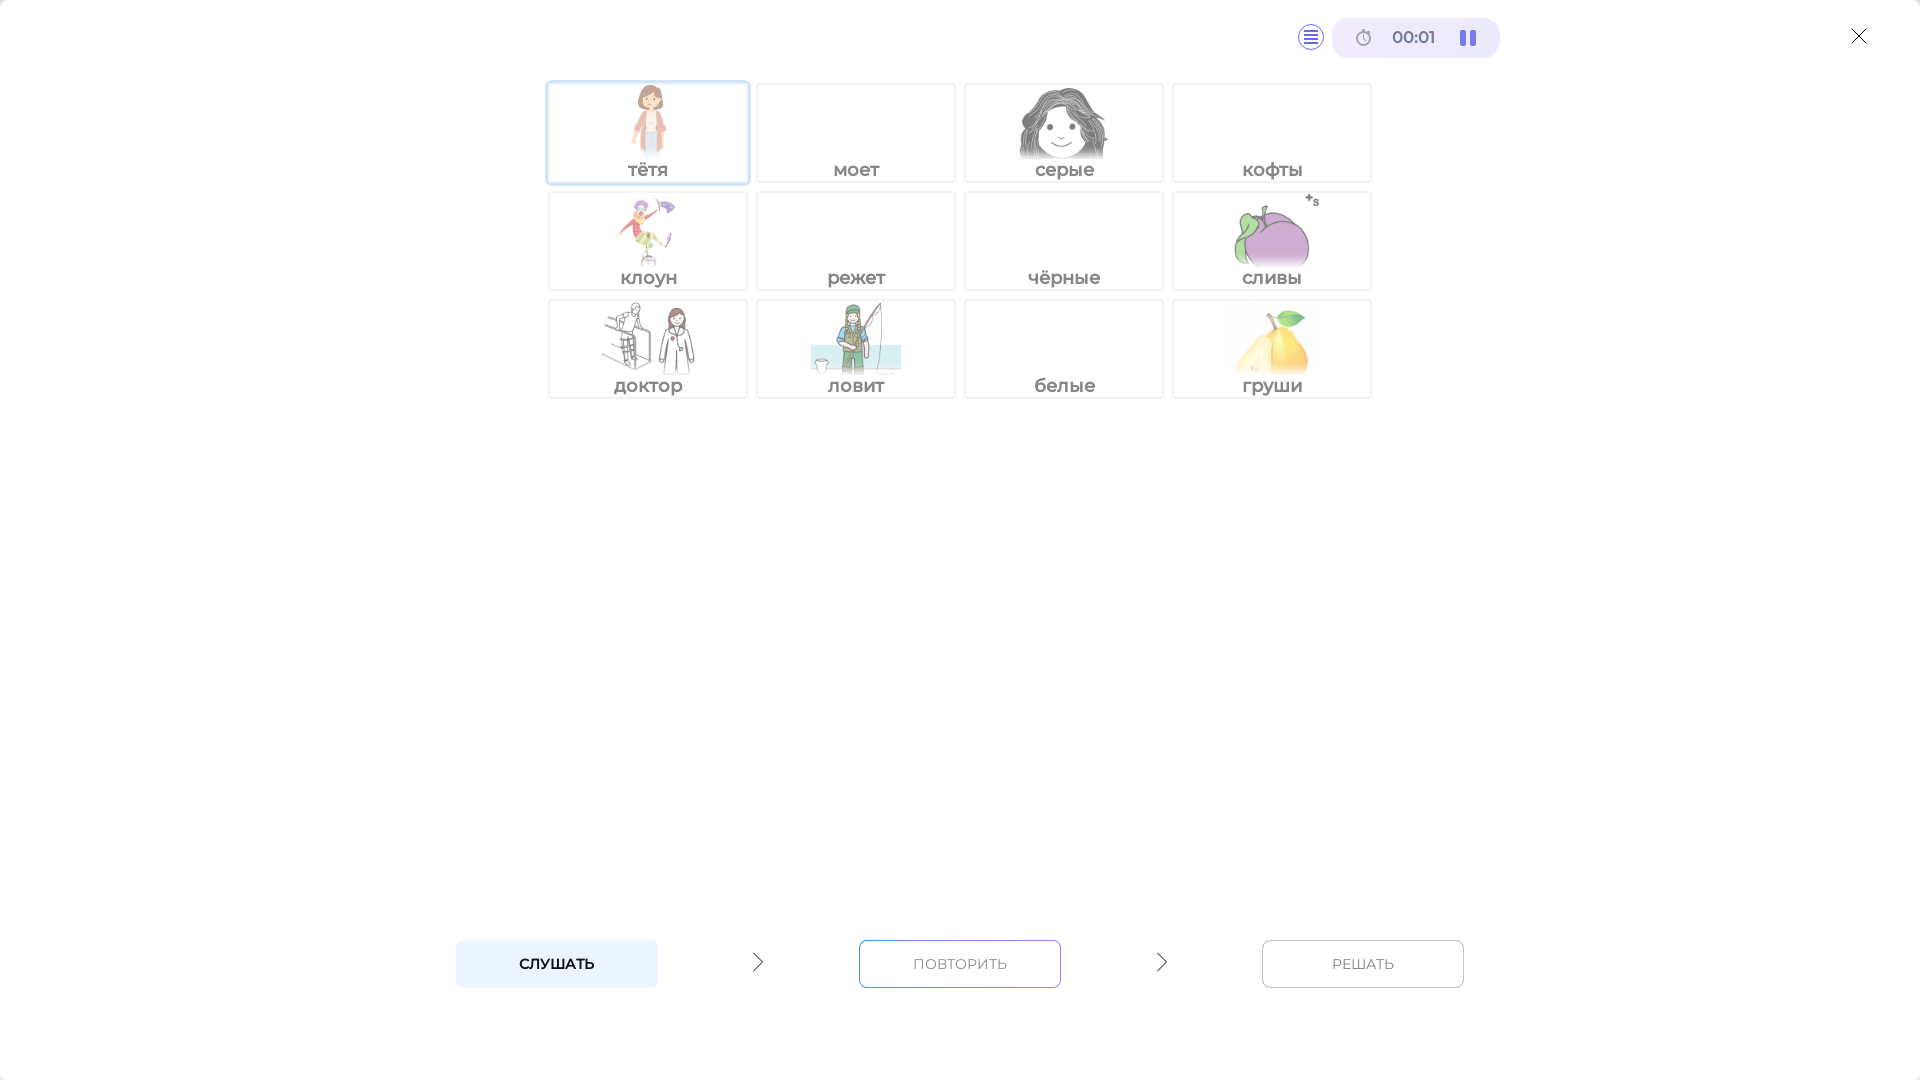 00:01
тётя моет серые кофты
+s
клоун режет чёрные сливы
доктор ловит белые груши
СЛУШАТЬ ПОВТОРИТЬ РЕШАТЬ